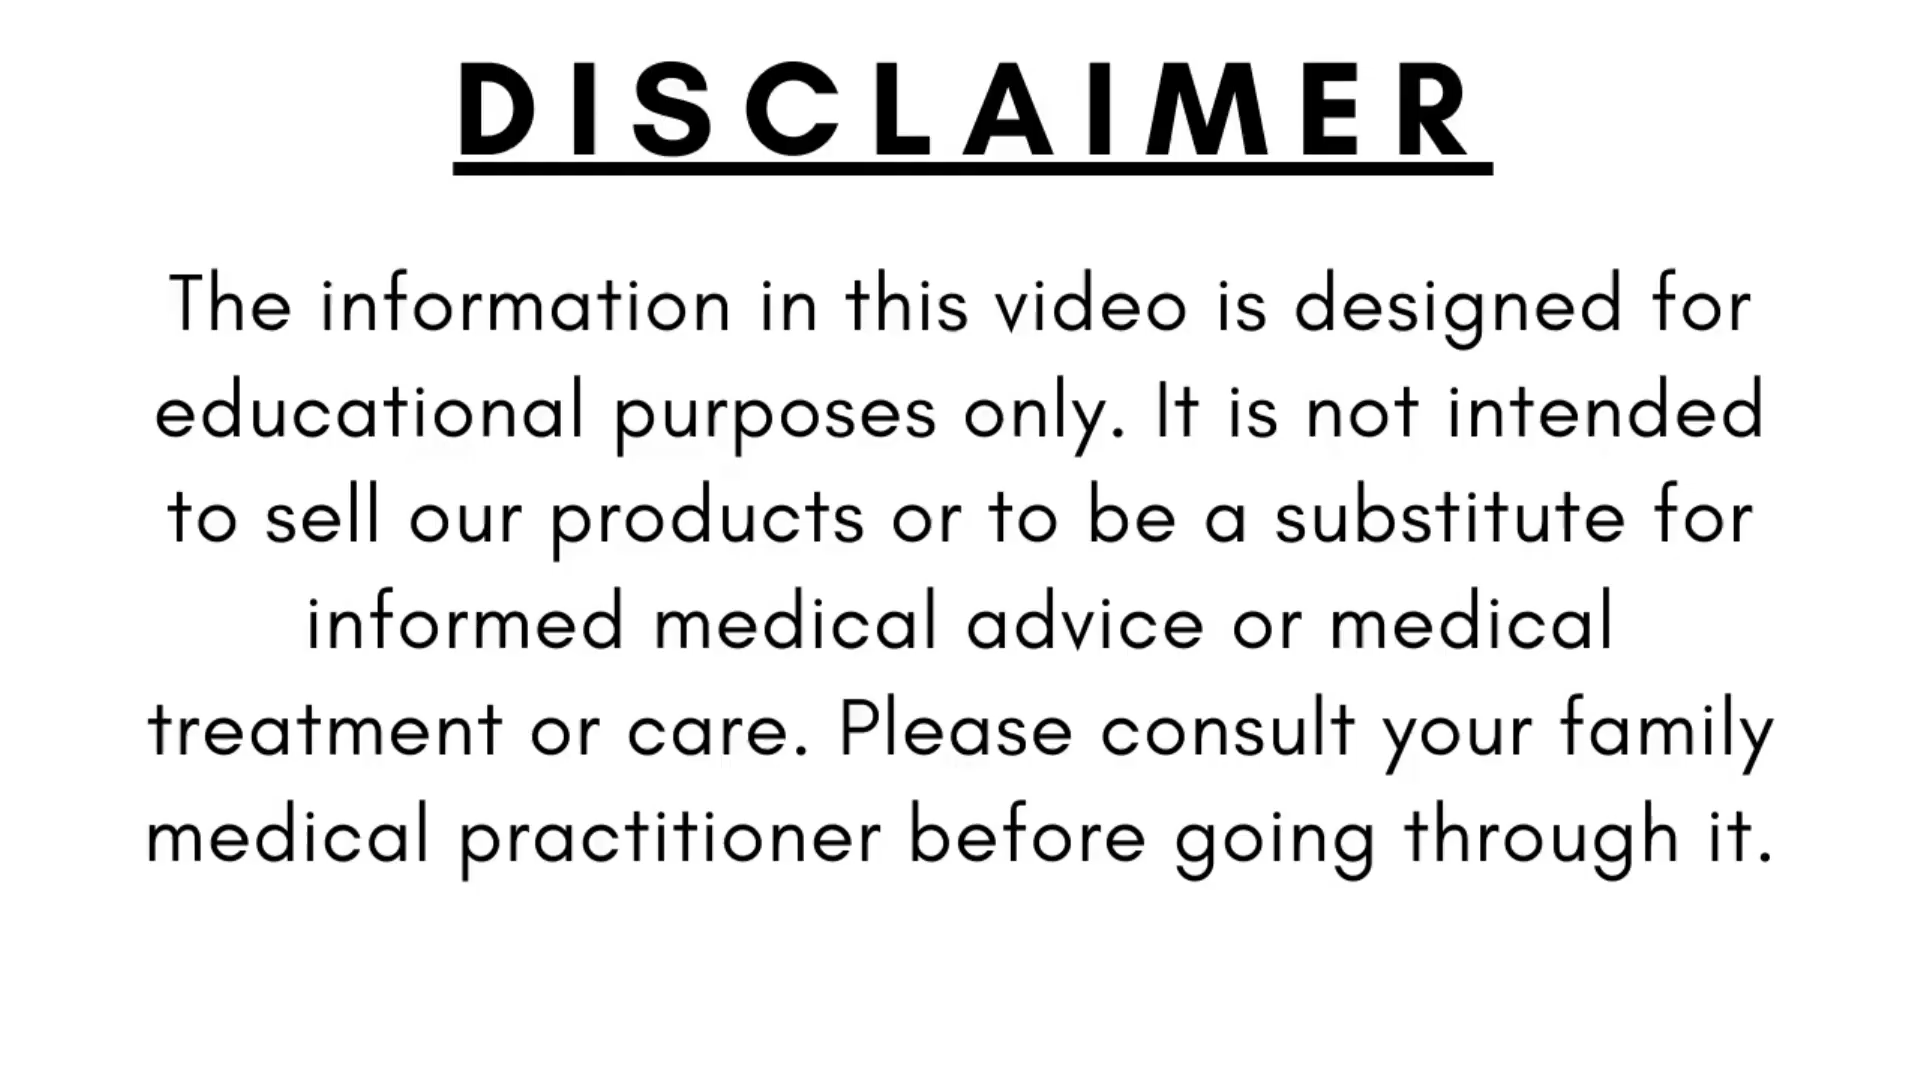 DISCLAIMER
The information in this video is designed for
educational purposes only. It is not intended
to sell our products or to be a substitute for
informed medical advice or medical
treatment or care. Please consult your family
medical practitioner before going through it.